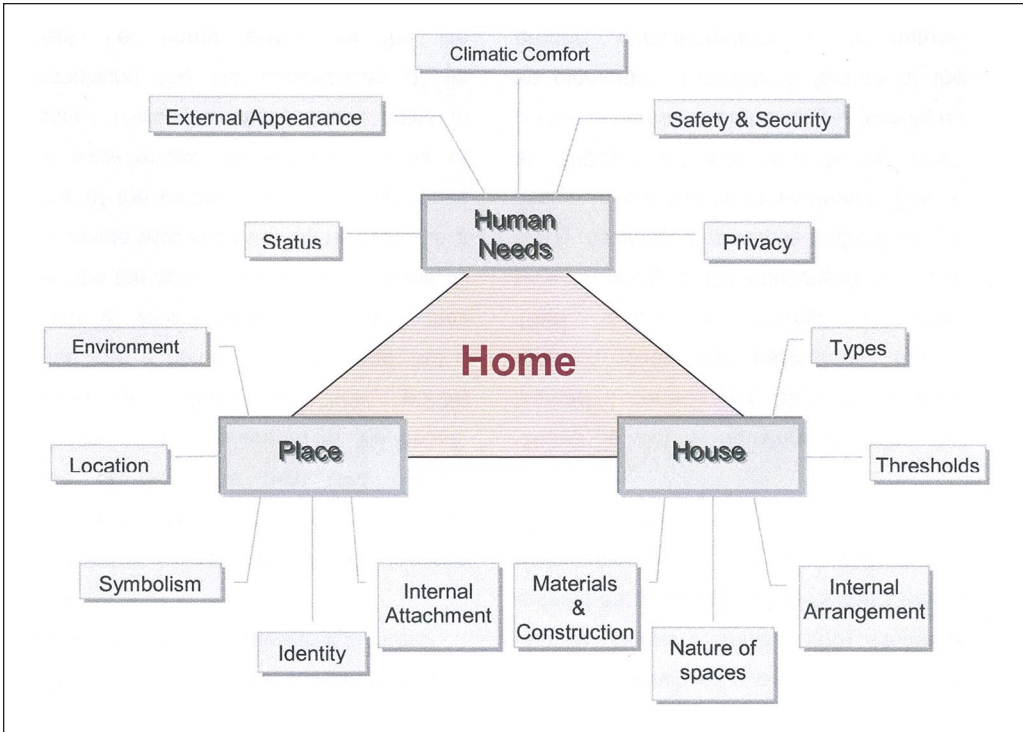 Climatic Comfort
External Appearance
Safety & Security
Human
Needs
Status
Privacy
Environment
Home
Types
Place
House
Location
Thresholds
Symbolism
Internal
Attachment
Materials
&
Construction
Internal
Arrangement
Identity
Nature of
spaces